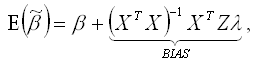 E(β̃) = β + (XᵀX)⁻¹XᵀZλ,
BIAS